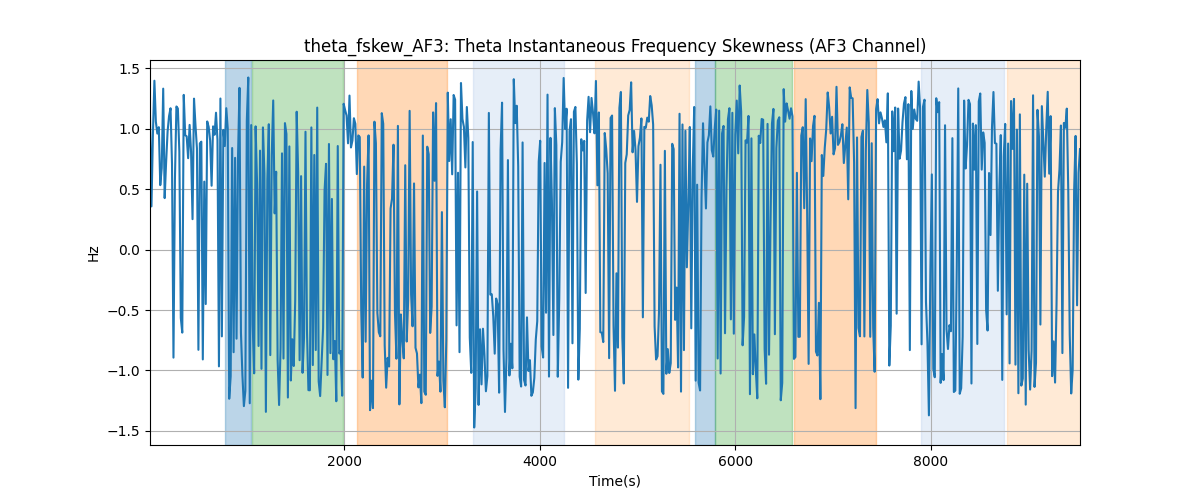 theta_fskew_AF3: Theta Instantaneous Frequency Skewness (AF3 Channel)
1.5
1.0
0.5
0.0
−0.5
−1.0
−1.5
Hz
2000 4000 6000 8000
Time(s)